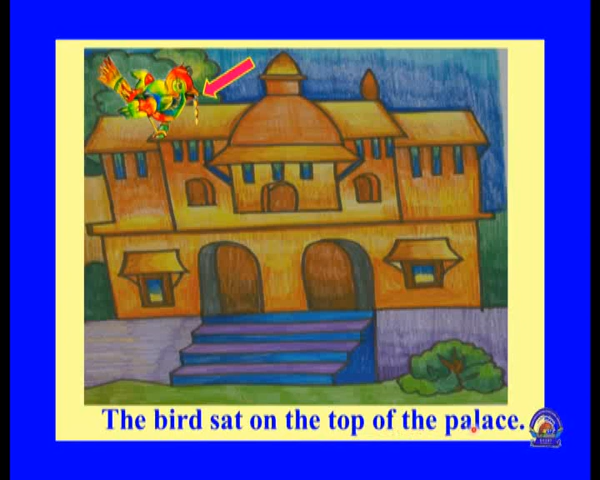 The bird sat on the top of the palace.